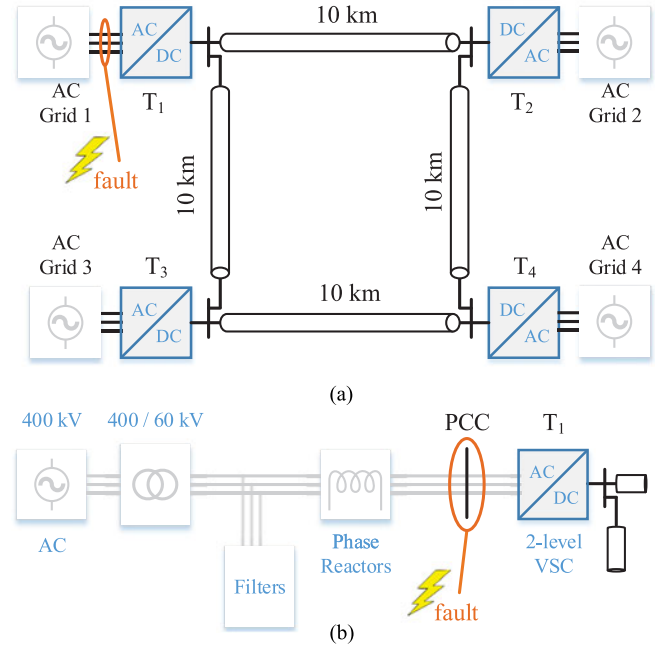 10 km
AC
DC
DC
AC
AC
Grid 1
T1
T2
AC
Grid 2
fault
10 km
10 km
AC
Grid 3
T3
T4
AC
Grid 4
10 km
AC
DC
DC
AC
(a)
400 kV
400 / 60 kV
PCC
T1
AC
DC
AC
Phase
Reactors
2-level
VSC
Filters
fault
(b)